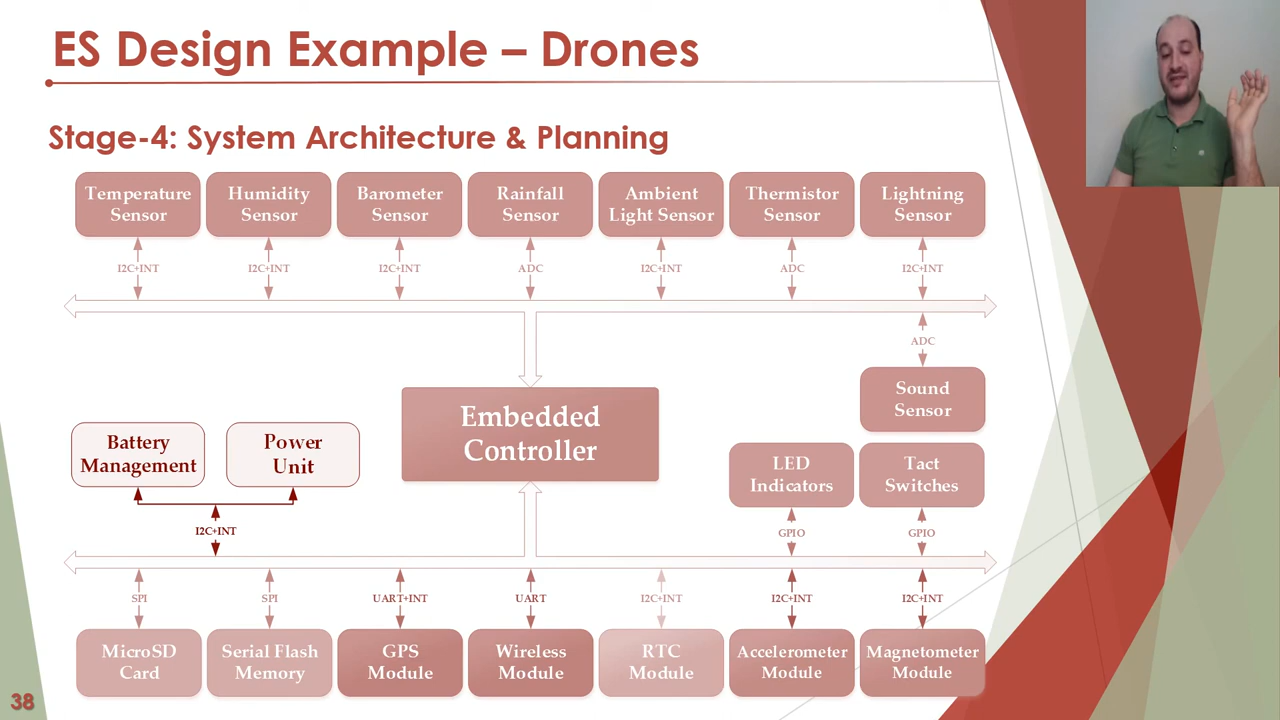 ES Design Example – Drones
Stage-4: System Architecture & Planning
Temperature
Sensor
Humidity
Sensor
Barometer
Sensor
Rainfall
Sensor
Ambient
Light Sensor
Thermistor
Sensor
Lightning
Sensor
I2C+INT
I2C+INT
I2C+INT
ADC
I2C+INT
ADC
I2C+INT
ADC
Sound
Sensor
Embedded
Controller
Battery
Management
Power
Unit
LED
Indicators
Tact
Switches
I2C+INT
GPIO
GPIO
SPI
SPI
UART+INT
UART
I2C+INT
I2C+INT
I2C+INT
MicroSD
Card
Serial Flash
Memory
GPS
Module
Wireless
Module
RTC
Module
Accelerometer
Module
Magnetometer
Module
38